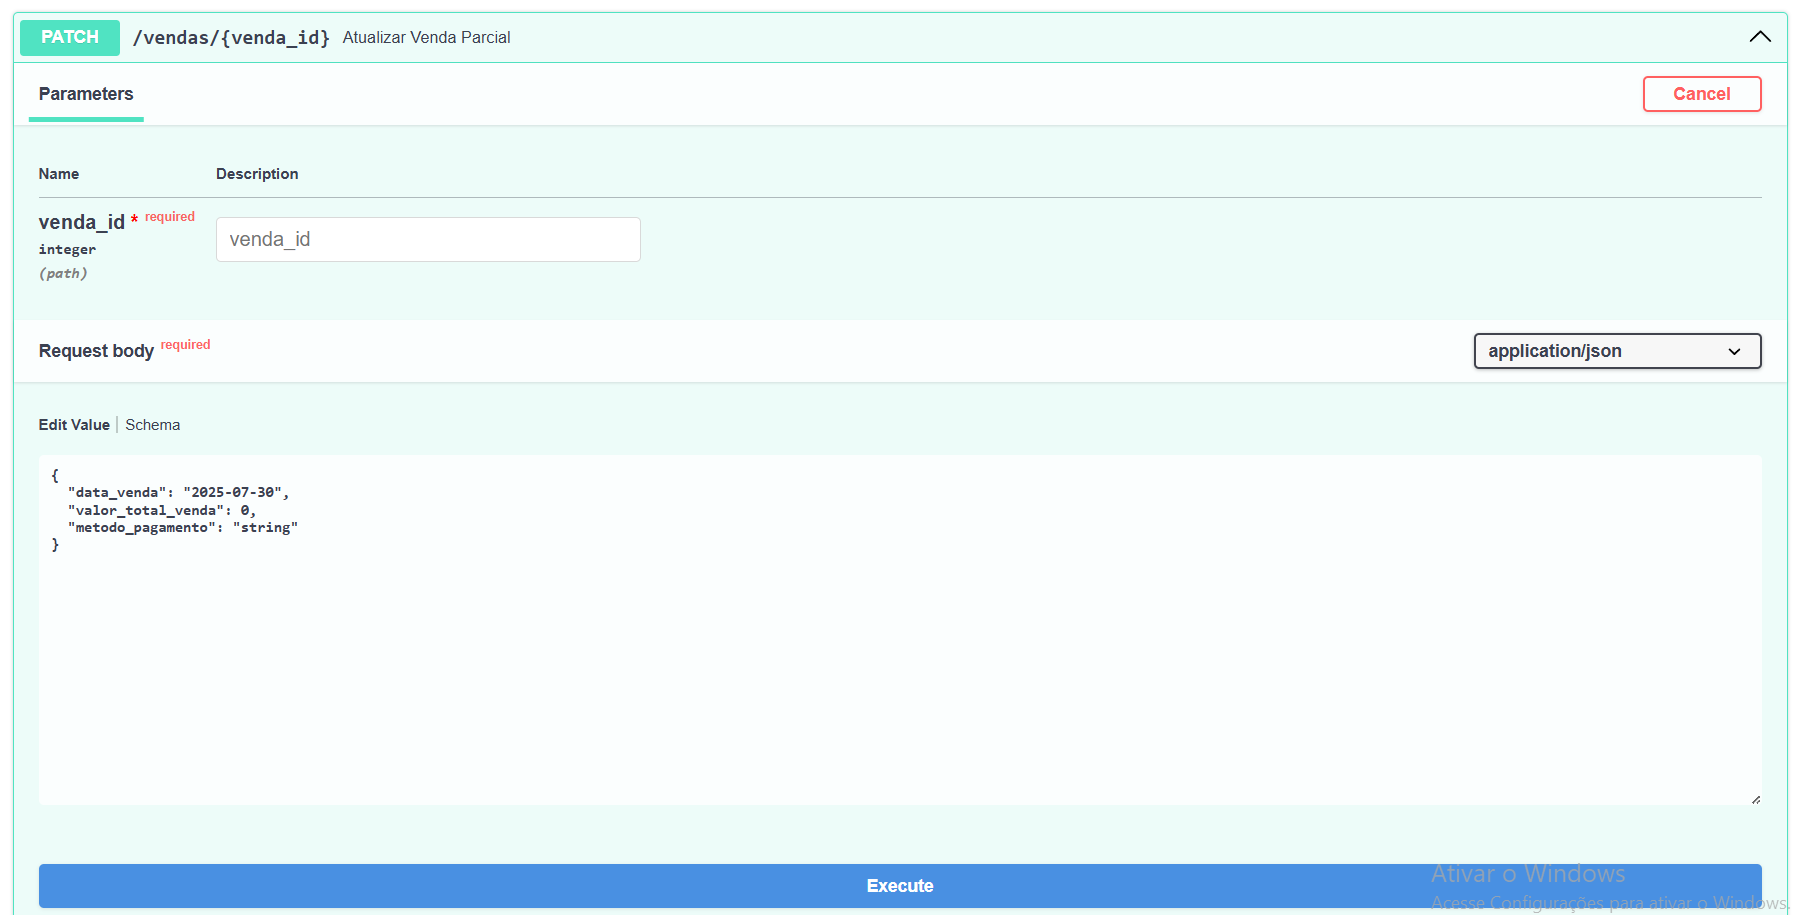 PATCH /vendas/{venda_id} Atualizar Venda Parcial
Parameters Cancel
Name Description
venda_id * required venda_id
integer
(path)
Request body required application/json
Edit Value Schema
{
"data_venda": "2025-07-30",
"valor_total_venda": 0,
"metodo_pagamento": "string"
}
Execute
Ativar o Windows
Acesse Configurações para ativar o Windows.